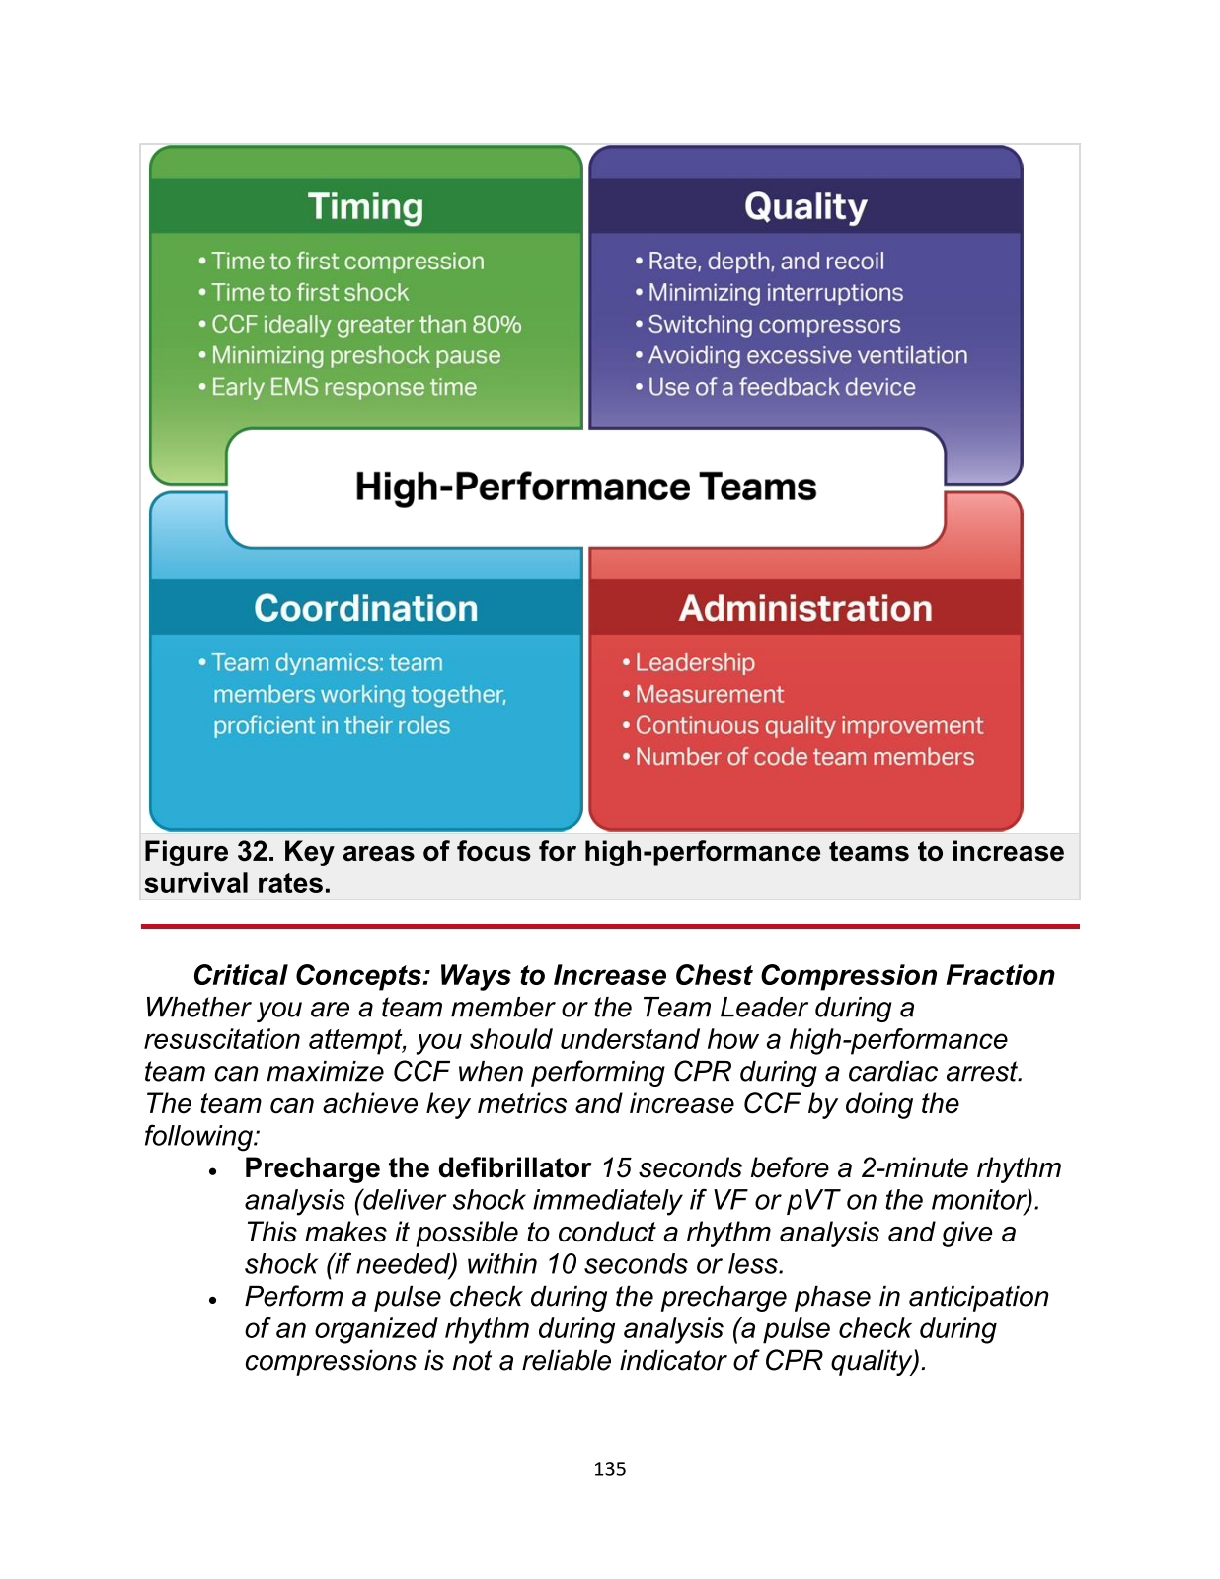 Timing
• Time to first compression
• Time to first shock
• CCF ideally greater than 80%
• Minimizing preshock pause
• Early EMS response time
Quality
• Rate, depth, and recoil
• Minimizing interruptions
• Switching compressors
• Avoiding excessive ventilation
• Use of a feedback device
High-Performance Teams
Coordination
• Team dynamics: team
members working together,
proficient in their roles
Administration
• Leadership
• Measurement
• Continuous quality improvement
• Number of code team members
Figure 32. Key areas of focus for high-performance teams to increase
survival rates.
Critical Concepts: Ways to Increase Chest Compression Fraction
Whether you are a team member or the Team Leader during a
resuscitation attempt, you should understand how a high-performance
team can maximize CCF when performing CPR during a cardiac arrest.
The team can achieve key metrics and increase CCF by doing the
following:
• Precharge the defibrillator 15 seconds before a 2-minute rhythm
analysis (deliver shock immediately if VF or pVT on the monitor).
This makes it possible to conduct a rhythm analysis and give a
shock (if needed) within 10 seconds or less.
• Perform a pulse check during the precharge phase in anticipation
of an organized rhythm during analysis (a pulse check during
compressions is not a reliable indicator of CPR quality).
135